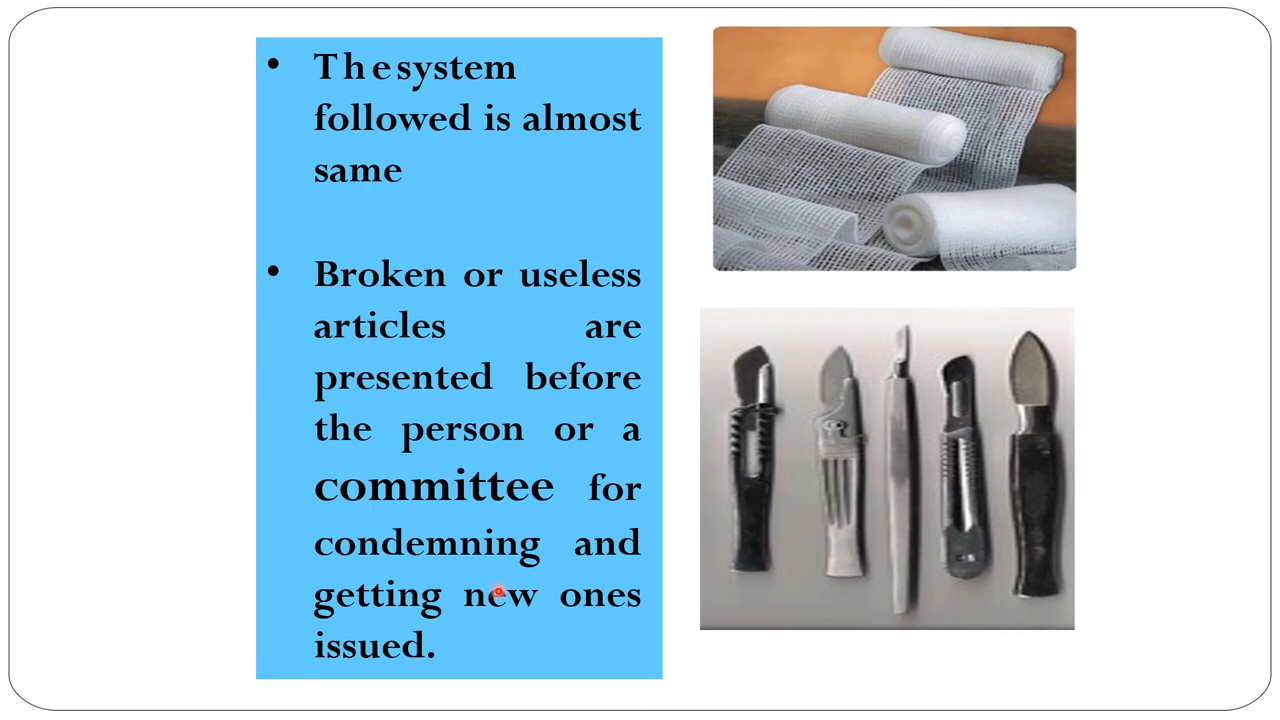 • The system
followed is almost
same
• Broken or useless
articles are
presented before
the person or a
committee for
condemning and
getting new ones
issued.